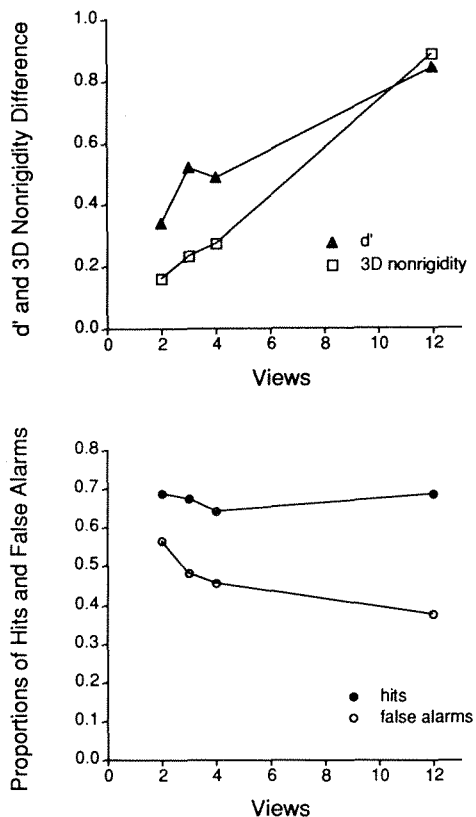 d' and 3D Nonrigidity Difference
1.0
0.8
0.6
0.4
0.2
0.0
0 2 4 6 8 10 12
Views
d'
3D nonrigidity
Proportions of Hits and False Alarms
0.8
0.7
0.6
0.5
0.4
0.3
0.2
0.1
0.0
0 2 4 6 8 10 12
Views
hits
false alarms